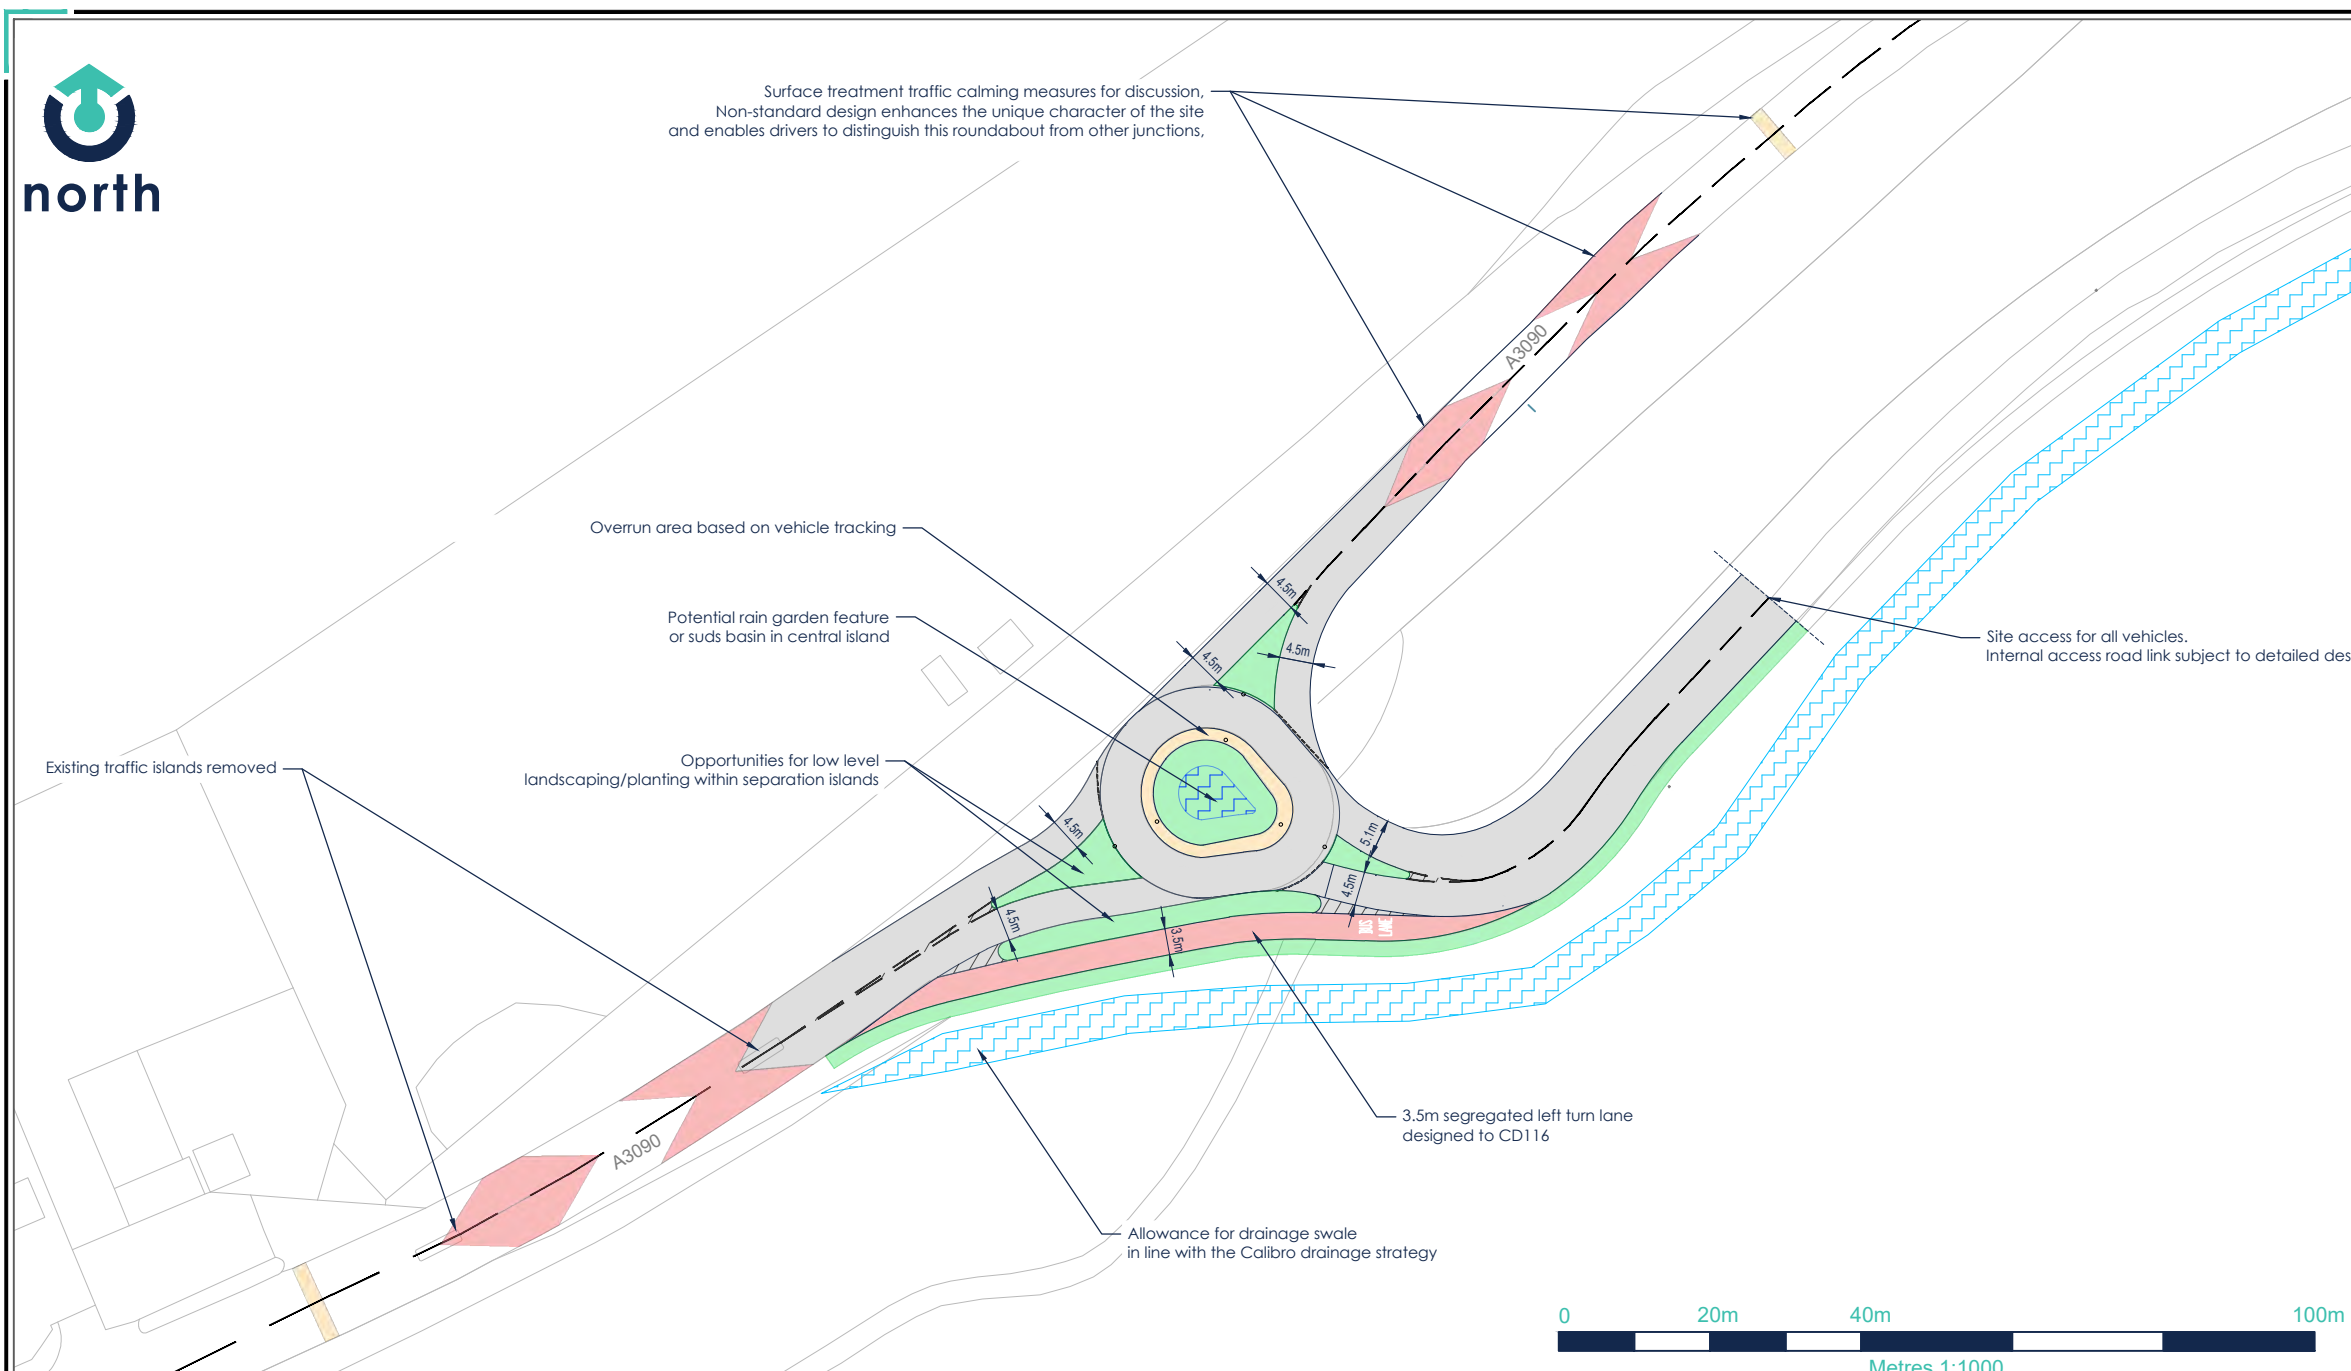 north
Surface treatment traffic calming measures for discussion,
Non-standard design enhances the unique character of the site
and enables drivers to distinguish this roundabout from other junctions,
A3090
Overrun area based on vehicle tracking
4.5m
Potential rain garden feature
or suds basin in central island
4.5m
4.5m
Site access for all vehicles.
Internal access road link subject to detailed des
Existing traffic islands removed
Opportunities for low level
landscaping/planting within separation islands
4.5m
5.1m
4.5m
4.5m
3.5m
BUS
LANE
3.5m segregated left turn lane
designed to CD116
A3090
Allowance for drainage swale
in line with the Calibro drainage strategy
0 20m 40m 100m
Metres 1:1000